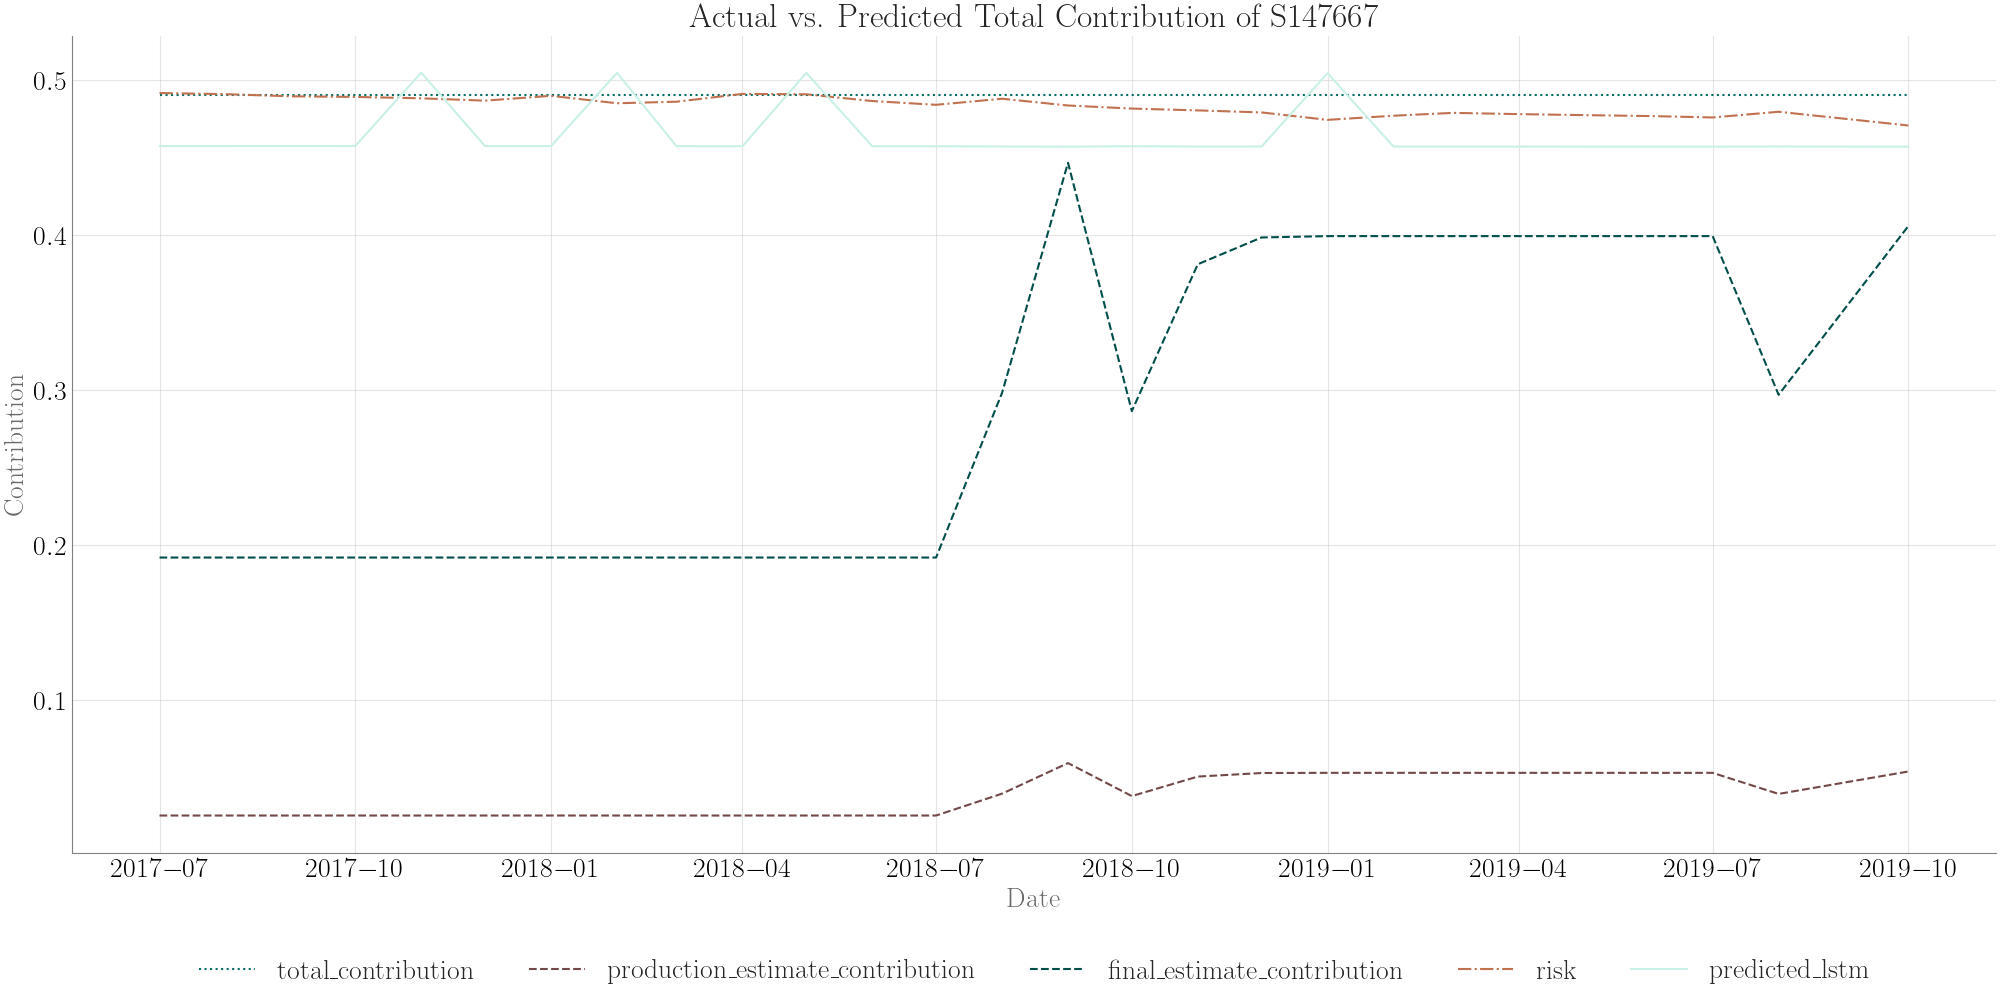 Actual vs. Predicted Total Contribution of S147667
0.5
0.4
0.3
0.2
0.1
Contribution
2017−07 2017−10 2018−01 2018−04 2018−07 2018−10 2019−01 2019−04 2019−07 2019−10
Date
total_contribution production_estimate_contribution final_estimate_contribution risk predicted_lstm